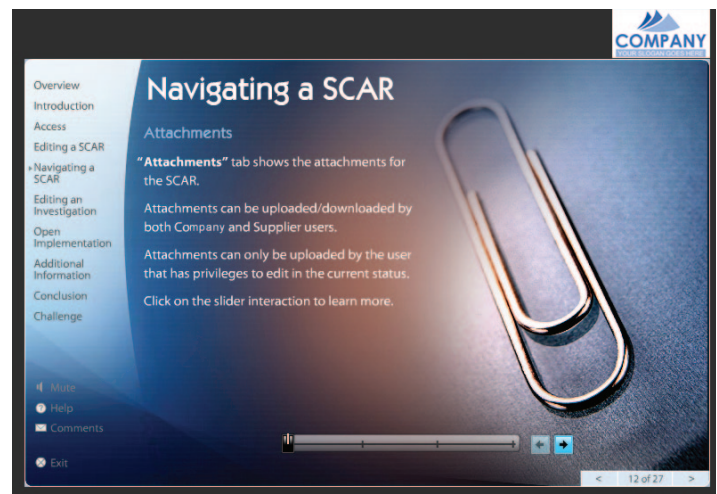 COMPANY
YOUR SLOGAN GOES HERE
Overview
Introduction
Access
Editing a SCAR
Navigating a
SCAR
Editing an
Investigation
Open
Implementation
Additional
Information
Conclusion
Challenge
Mute
Help
Comments
Exit
Navigating a SCAR
Attachments
“Attachments” tab shows the attachments for
the SCAR.
Attachments can be uploaded/downloaded by
both Company and Supplier users.
Attachments can only be uploaded by the user
that has privileges to edit in the current status.
Click on the slider interaction to learn more.
< 12 of 27 >